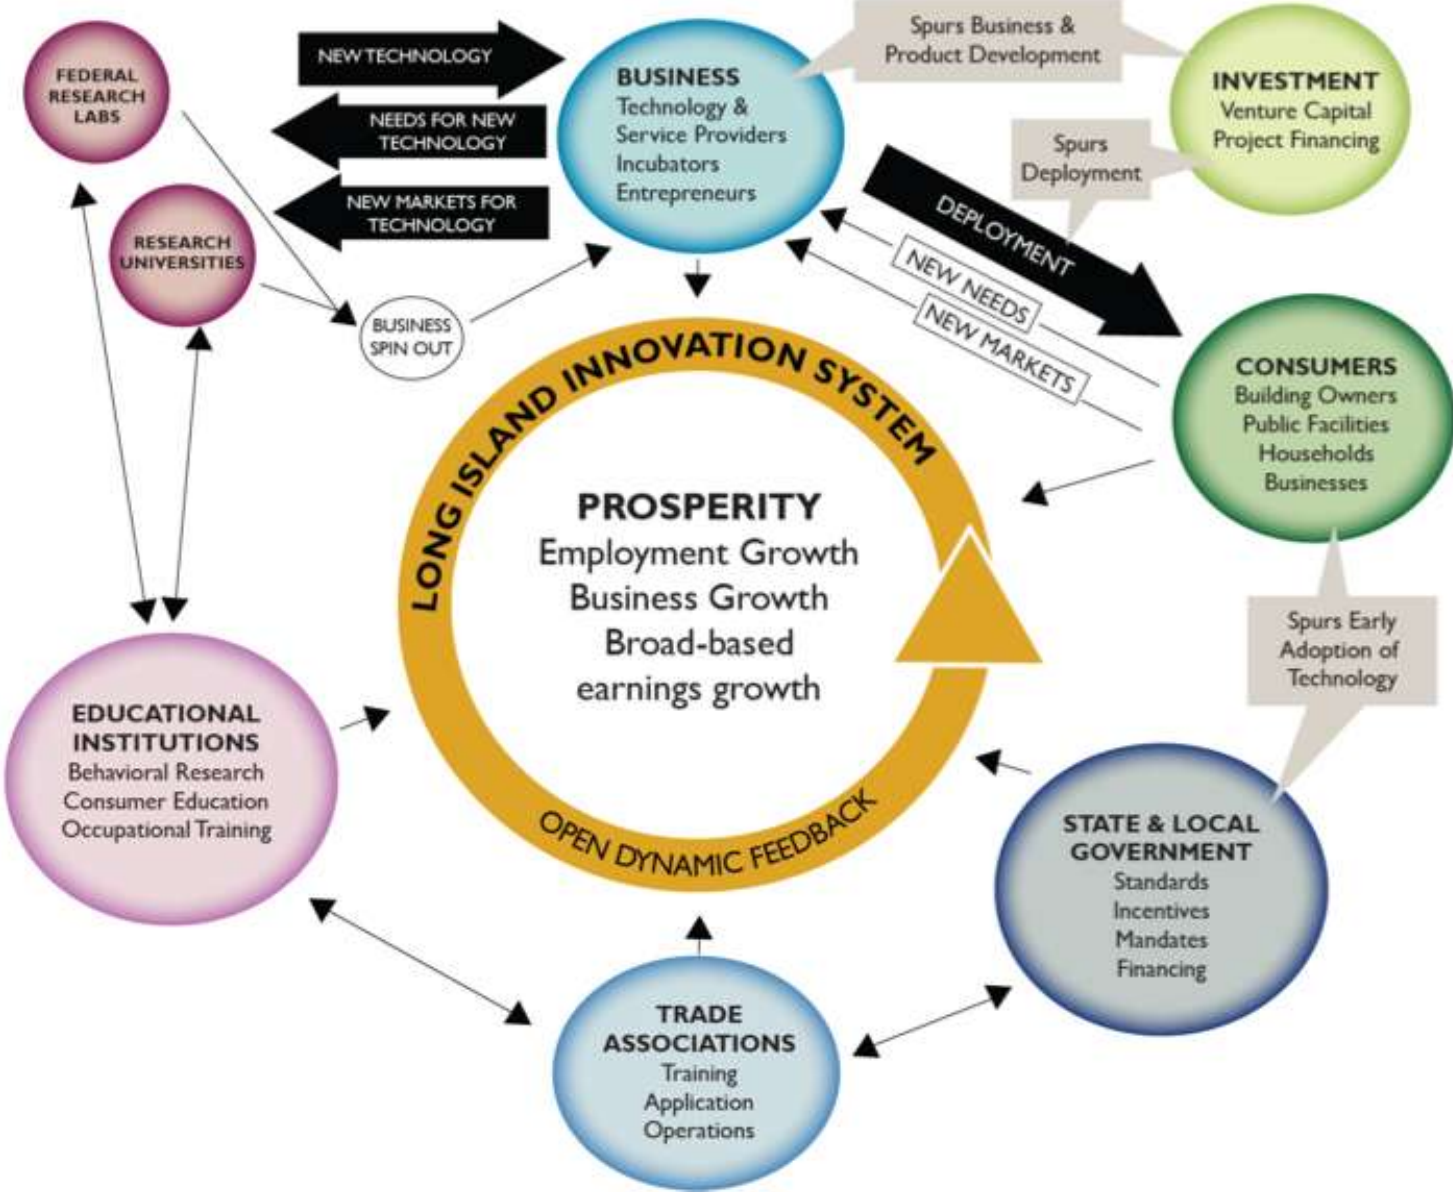 FEDERAL
RESEARCH
LABS
RESEARCH
UNIVERSITIES
NEW TECHNOLOGY
NEEDS FOR NEW
TECHNOLOGY
NEW MARKETS FOR
TECHNOLOGY
BUSINESS
SPIN OUT
BUSINESS
Technology &
Service Providers
Incubators
Entrepreneurs
Spurs Business &
Product Development
INVESTMENT
Venture Capital
Project Financing
Spurs
Deployment
DEPLOYMENT
NEW NEEDS
NEW MARKETS
CONSUMERS
Building Owners
Public Facilities
Households
Businesses
LONG ISLAND INNOVATION SYSTEM
PROSPERITY
Employment Growth
Business Growth
Broad-based
earnings growth
OPEN DYNAMIC FEEDBACK
Spurs Early
Adoption of
Technology
EDUCATIONAL
INSTITUTIONS
Behavioral Research
Consumer Education
Occupational Training
STATE & LOCAL
GOVERNMENT
Standards
Incentives
Mandates
Financing
TRADE
ASSOCIATIONS
Training
Application
Operations